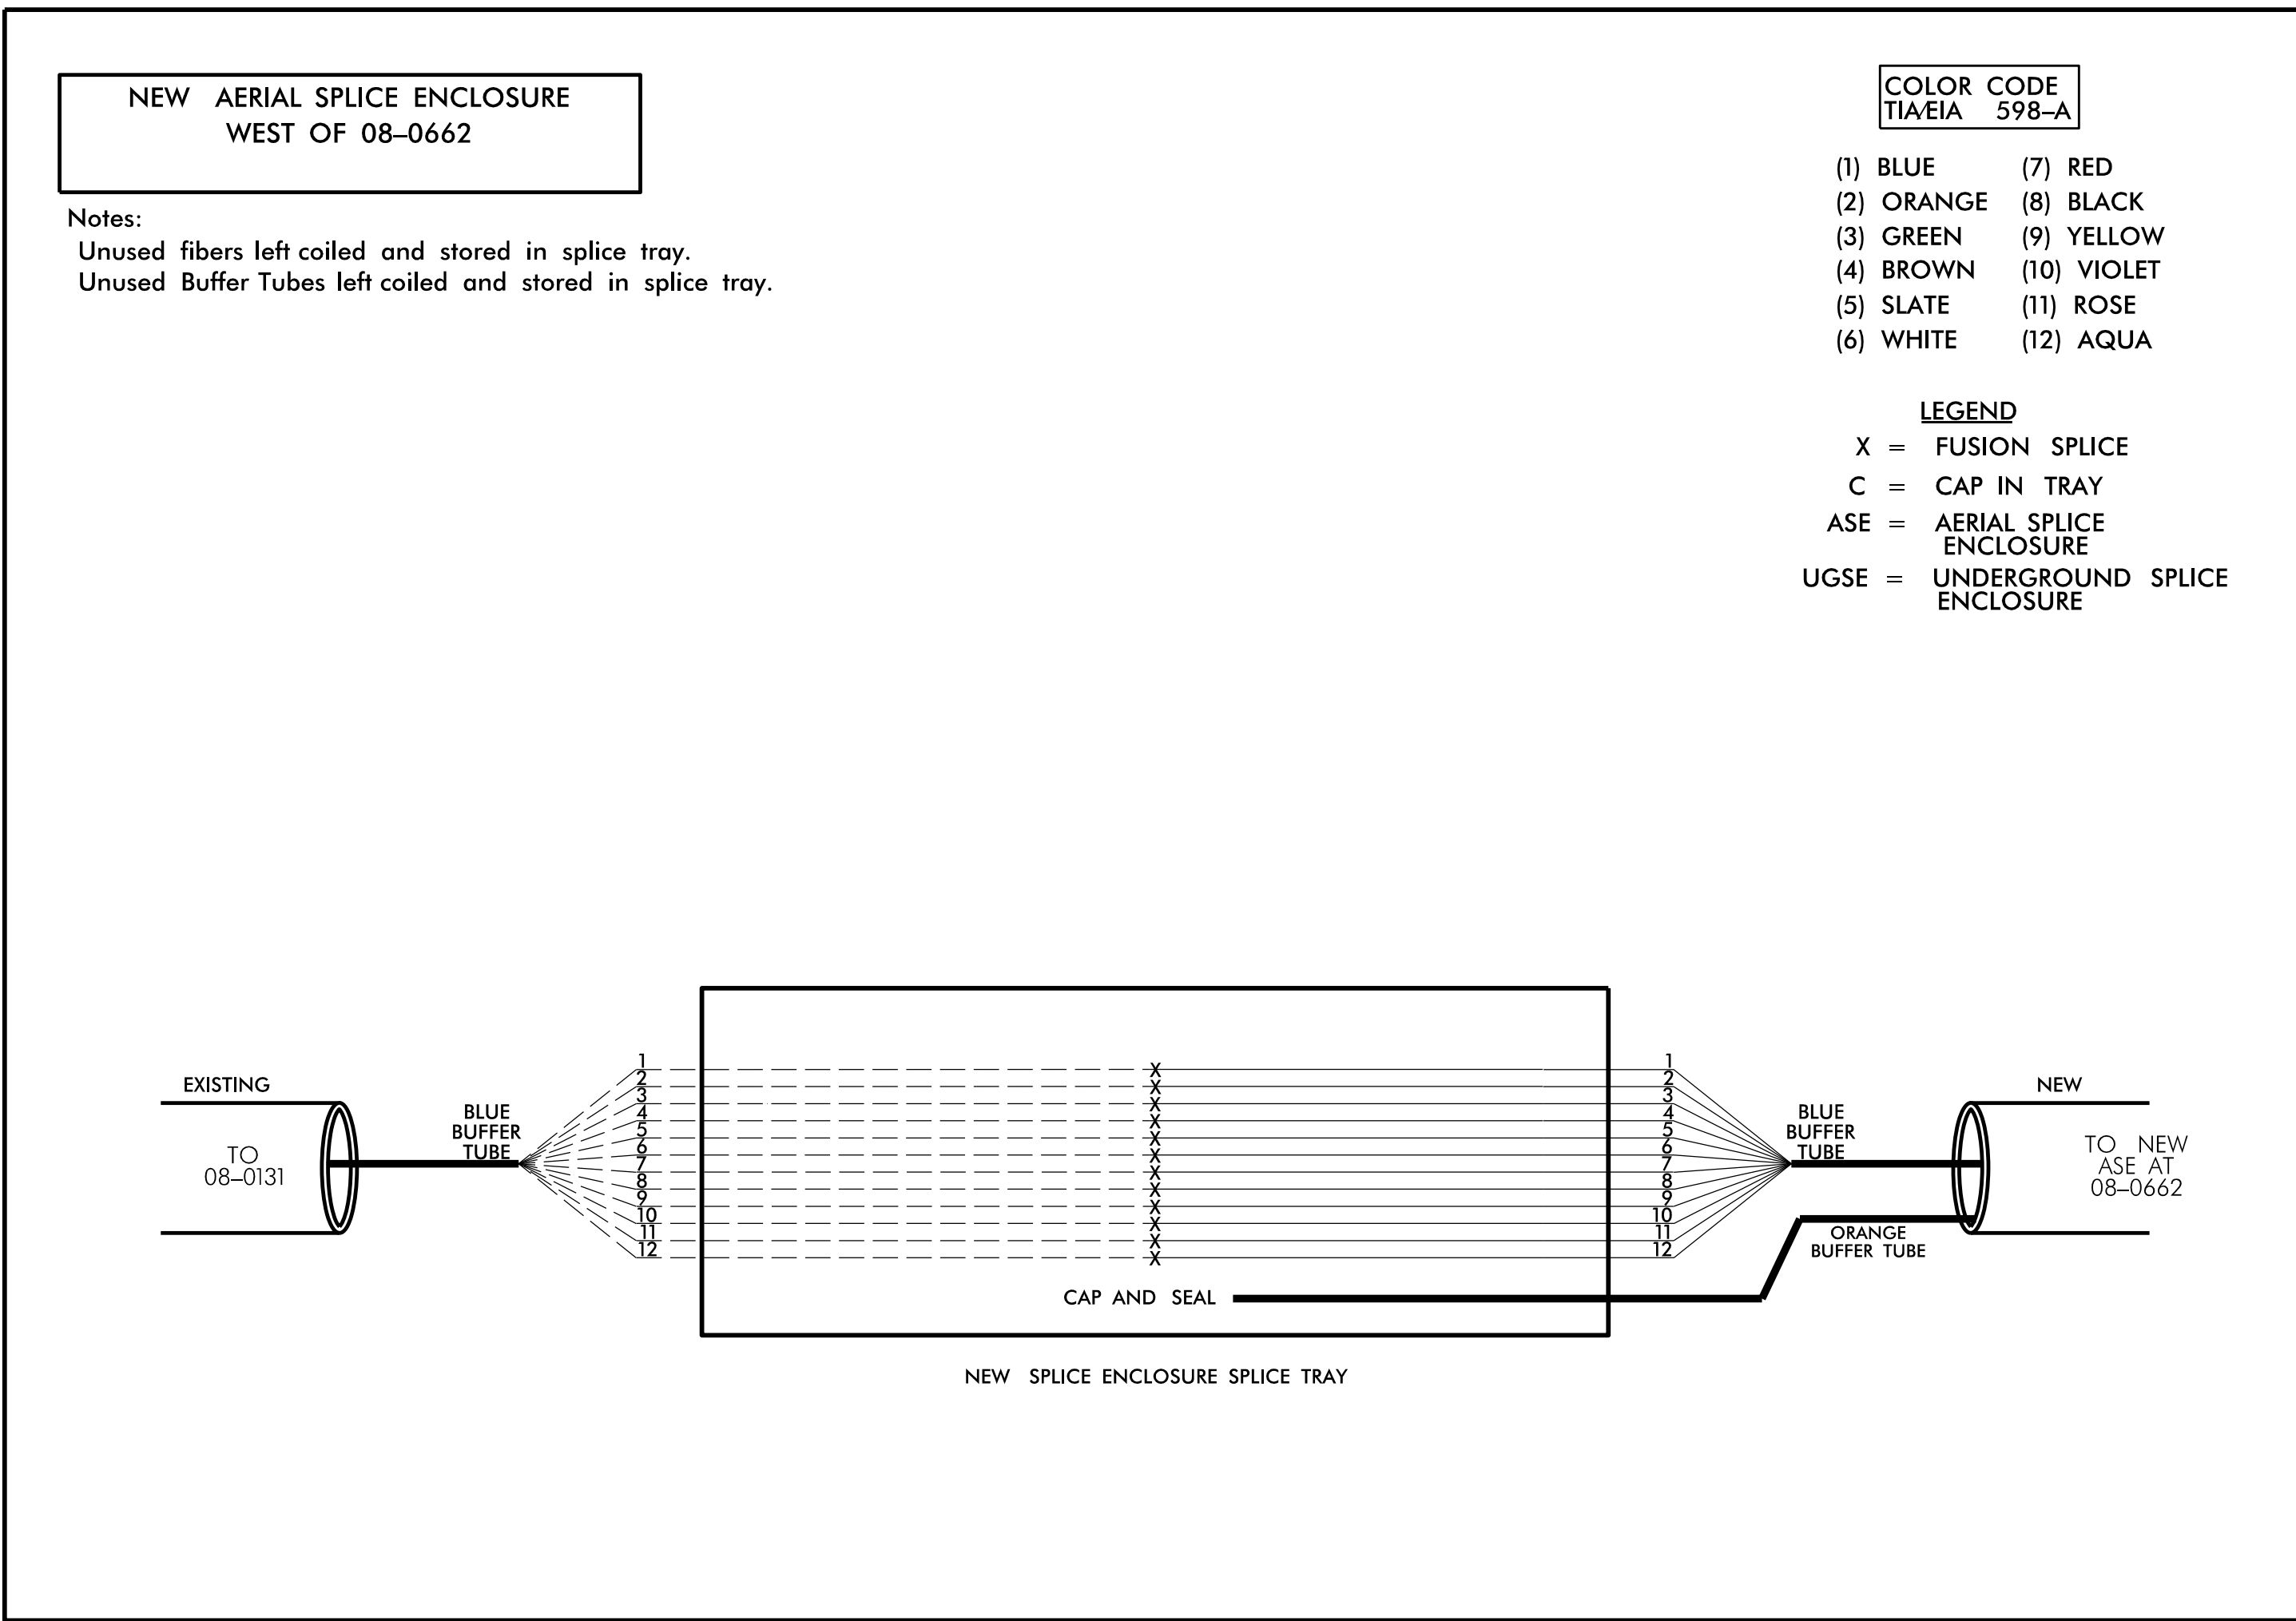 NEW AERIAL SPLICE ENCLOSURE
WEST OF 08-0662
Notes:
Unused fibers left coiled and stored in splice tray.
Unused Buffer Tubes left coiled and stored in splice tray.
COLOR CODE
TIA/EIA 598-A
(1) BLUE (7) RED
(2) ORANGE (8) BLACK
(3) GREEN (9) YELLOW
(4) BROWN (10) VIOLET
(5) SLATE (11) ROSE
(6) WHITE (12) AQUA
LEGEND
X = FUSION SPLICE
C = CAP IN TRAY
ASE = AERIAL SPLICE
ENCLOSURE
UGSE = UNDERGROUND SPLICE
ENCLOSURE
EXISTING
TO
08-0131
BLUE
BUFFER
TUBE
1
2
3
4
5
6
7
8
9
10
11
12
X
X
X
X
X
X
X
X
X
X
X
X
CAP AND SEAL
1
2
3
4
5
6
7
8
9
10
11
12
BLUE
BUFFER
TUBE
ORANGE
BUFFER TUBE
NEW
TO NEW
ASE AT
08-0662
NEW SPLICE ENCLOSURE SPLICE TRAY